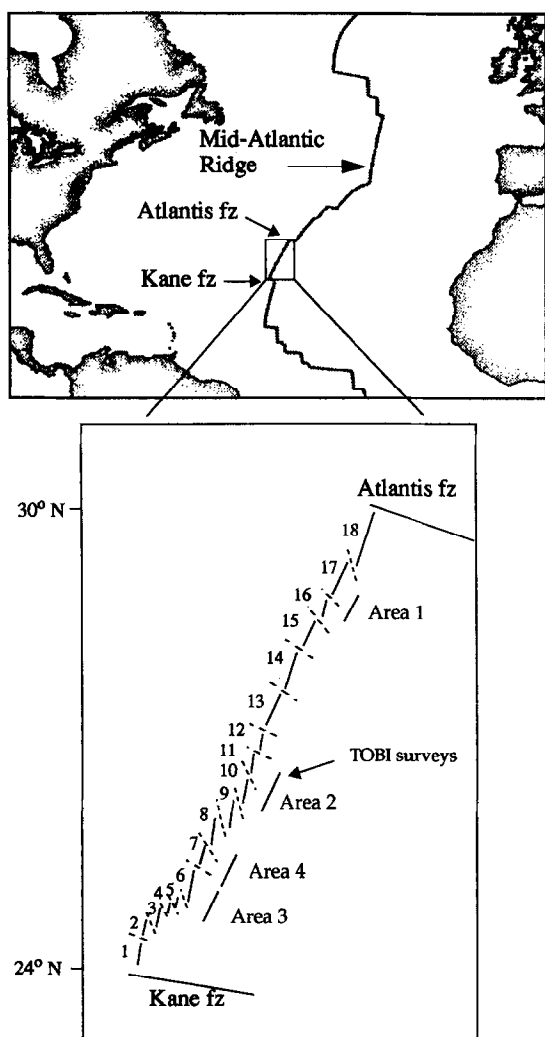 Mid-Atlantic
Ridge
Atlantis fz
Kane fz
Atlantis fz
30° N
18
17
16
Area 1
15
14
13
12
TOBI surveys
11
10
9
Area 2
8
7
Area 4
6
5
4
Area 3
3
2
1
24° N
Kane fz